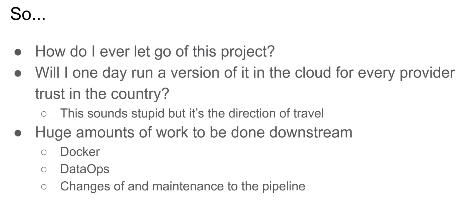 So...
● How do I ever let go of this project?
● Will I one day run a version of it in the cloud for every provider
trust in the country?
○ This sounds stupid but it's the direction of travel
● Huge amounts of work to be done downstream
○ Docker
○ DataOps
○ Changes of and maintenance to the pipeline